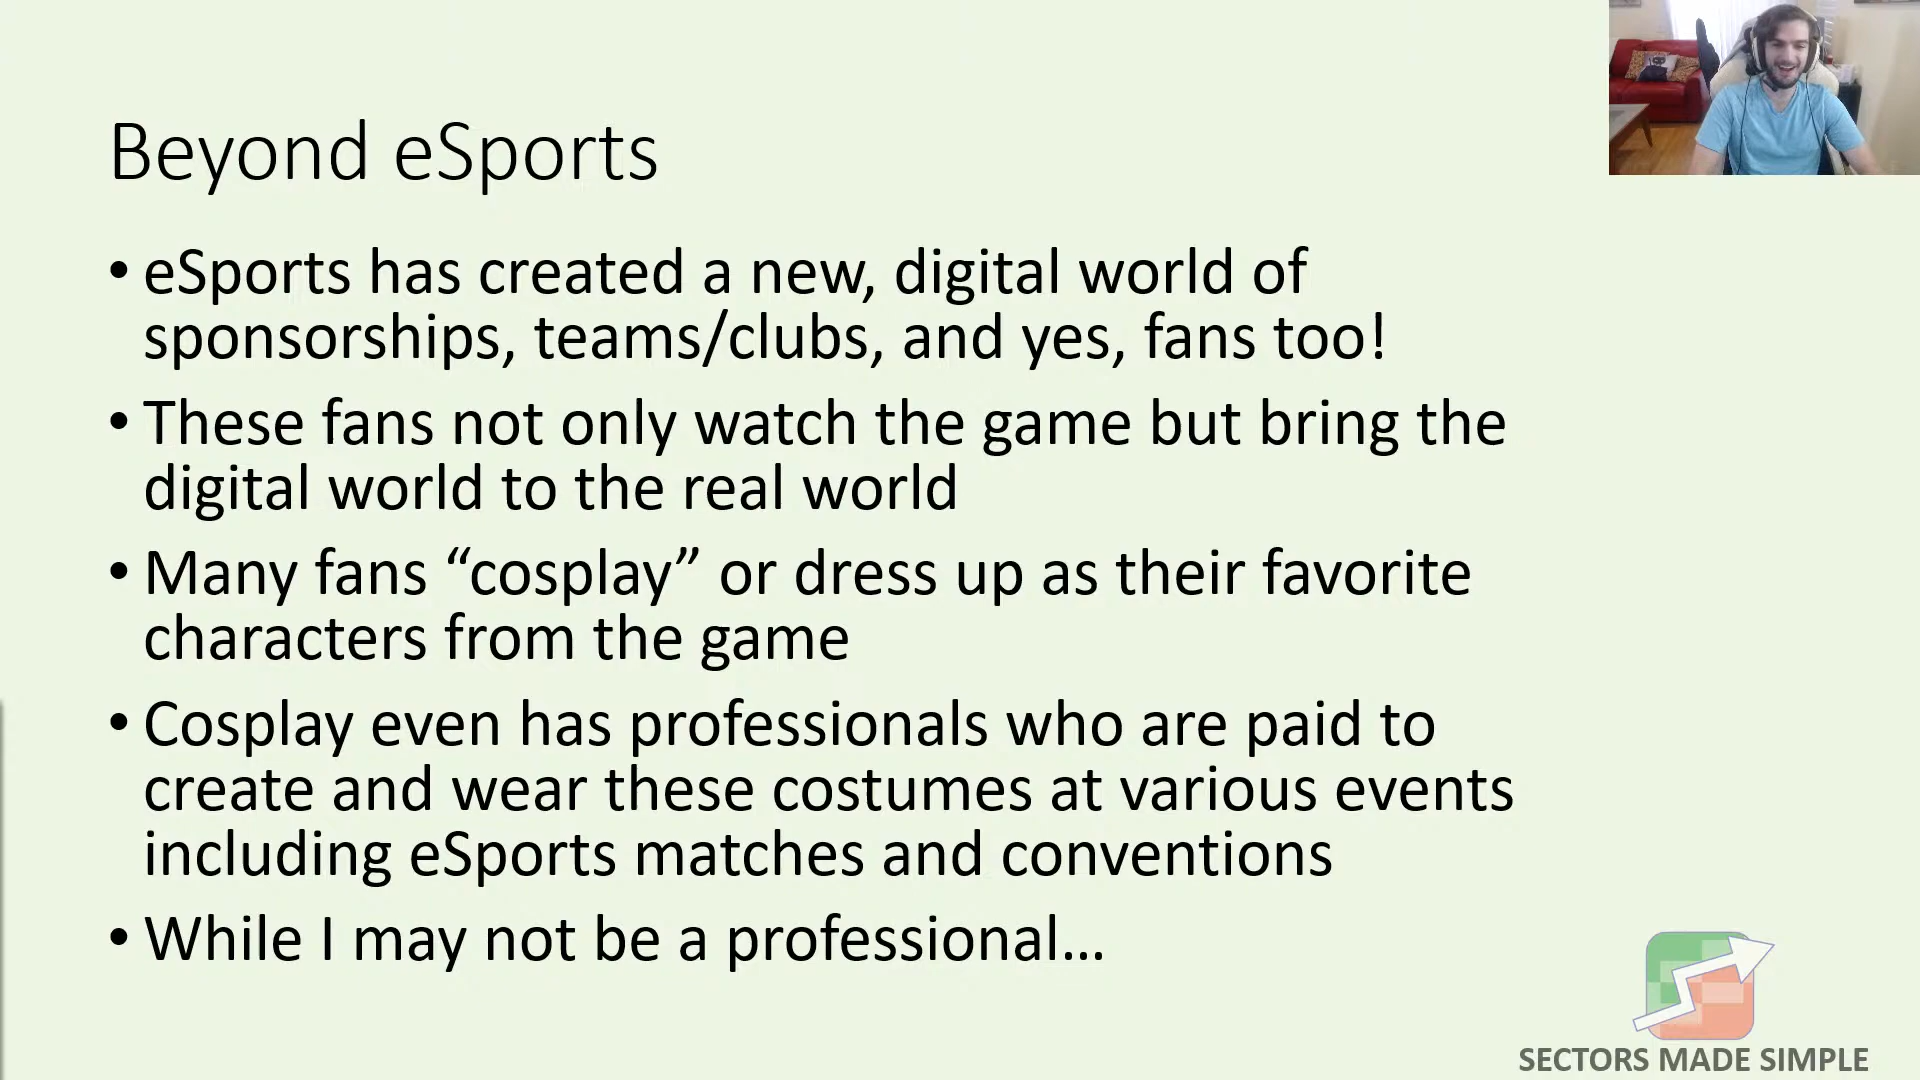 Beyond eSports
• eSports has created a new, digital world of
sponsorships, teams/clubs, and yes, fans too!
• These fans not only watch the game but bring the
digital world to the real world
• Many fans “cosplay” or dress up as their favorite
characters from the game
• Cosplay even has professionals who are paid to
create and wear these costumes at various events
including eSports matches and conventions
• While I may not be a professional…
SECTORS MADE SIMPLE